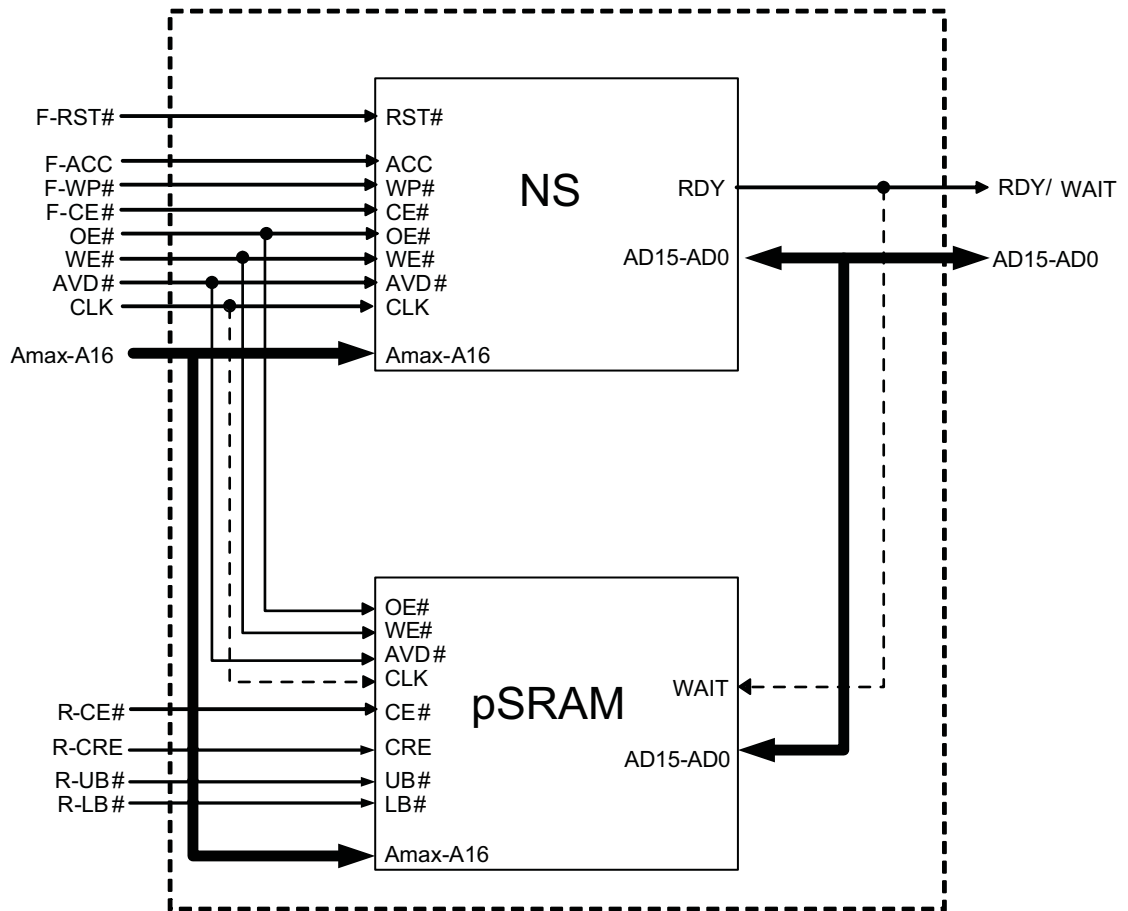 F-RST#
F-ACC
F-WP#
F-CE#
OE#
WE#
AVD#
CLK
Amax-A16
RST#
ACC
WP#
CE#
OE#
WE#
AVD#
CLK
Amax-A16
NS
RDY
AD15-AD0
RDY/ WAIT
AD15-AD0
R-CE#
R-CRE
R-UB#
R-LB#
OE#
WE#
AVD#
CLK
CE#
CRE
UB#
LB#
Amax-A16
pSRAM
WAIT
AD15-AD0